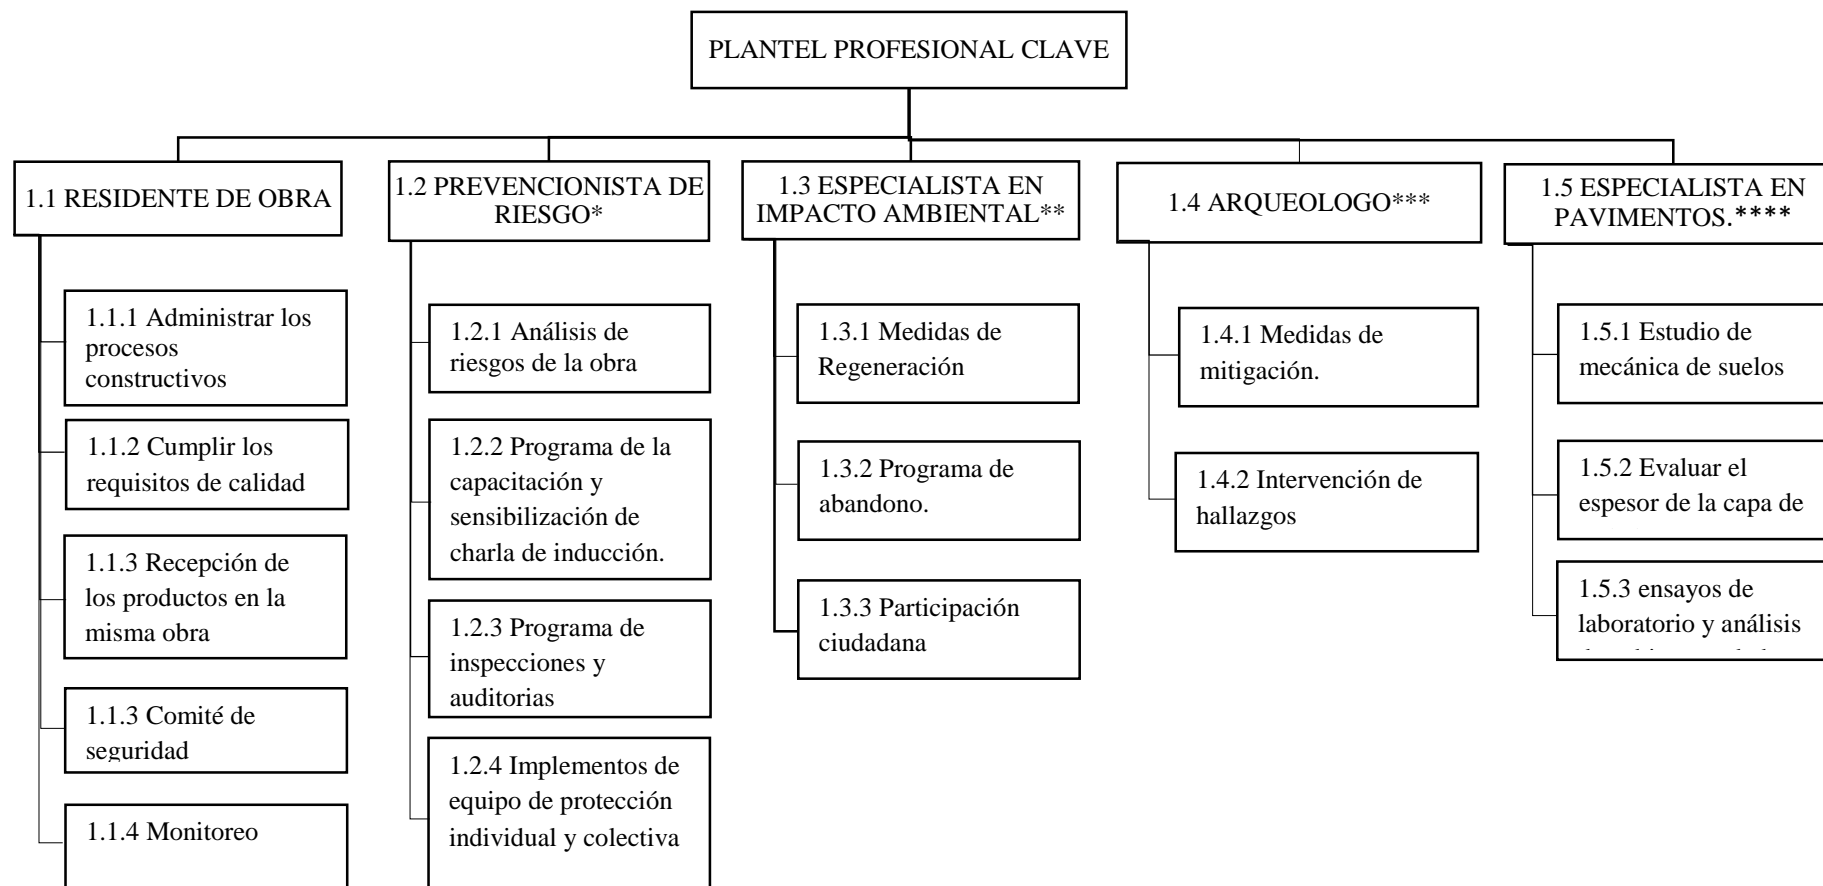 PLANTEL PROFESIONAL CLAVE
1.1 RESIDENTE DE OBRA
1.1.1 Administrar los
procesos
constructivos
1.1.2 Cumplir los
requisitos de calidad
1.1.3 Recepción de
los productos en la
misma obra
1.1.3 Comité de
seguridad
1.1.4 Monitoreo
1.2 PREVENCIONISTA DE
RIESGO*
1.2.1 Análisis de
riesgos de la obra
1.2.2 Programa de la
capacitación y
sensibilización de
charla de inducción.
1.2.3 Programa de
inspecciones y
auditorias
1.2.4 Implementos de
equipo de protección
individual y colectiva
1.3 ESPECIALISTA EN
IMPACTO AMBIENTAL**
1.3.1 Medidas de
Regeneración
1.3.2 Programa de
abandono.
1.3.3 Participación
ciudadana
1.4 ARQUEOLOGO***
1.4.1 Medidas de
mitigación.
1.4.2 Intervención de
hallazgos
1.5 ESPECIALISTA EN
PAVIMENTOS.****
1.5.1 Estudio de
mecánica de suelos
1.5.2 Evaluar el
espesor de la capa de
1.5.3 ensayos de
laboratorio y análisis